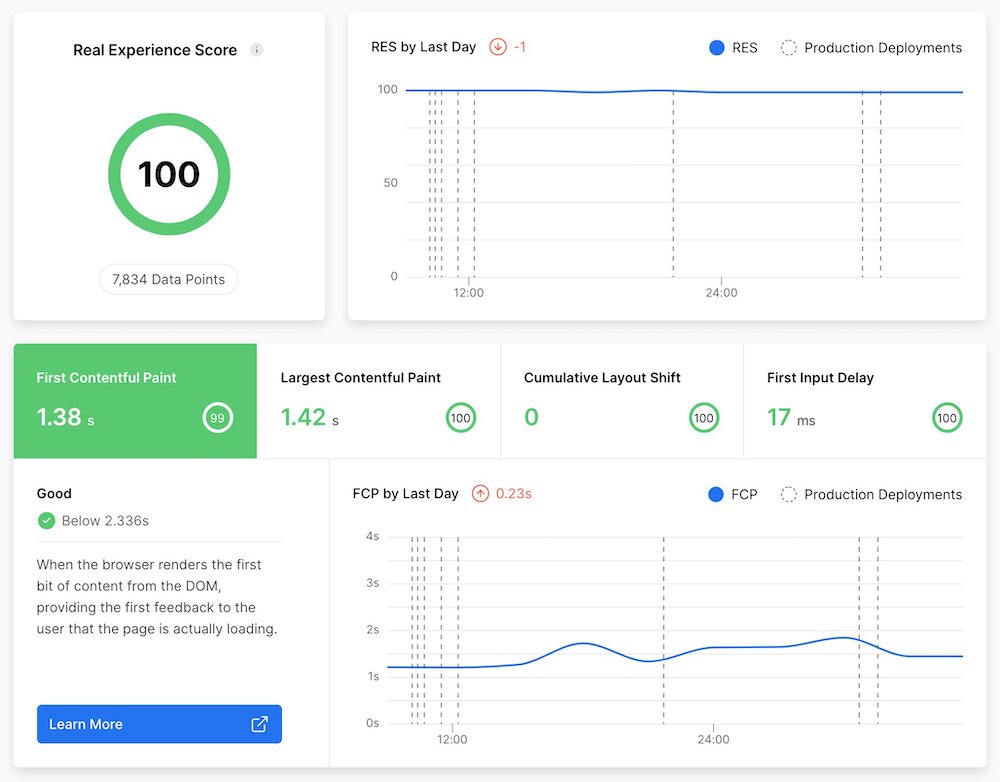 Real Experience Score
100
7,834 Data Points
RES by Last Day -1
RES Production Deployments
100
50
0
12:00 24:00
First Contentful Paint
1.38 s 99
Largest Contentful Paint
1.42 s 100
Cumulative Layout Shift
0 100
First Input Delay
17 ms 100
Good
Below 2.336s
When the browser renders the first
bit of content from the DOM,
providing the first feedback to the
user that the page is actually loading.
Learn More
FCP by Last Day 0.23s
FCP Production Deployments
4s
3s
2s
1s
0s
12:00 24:00